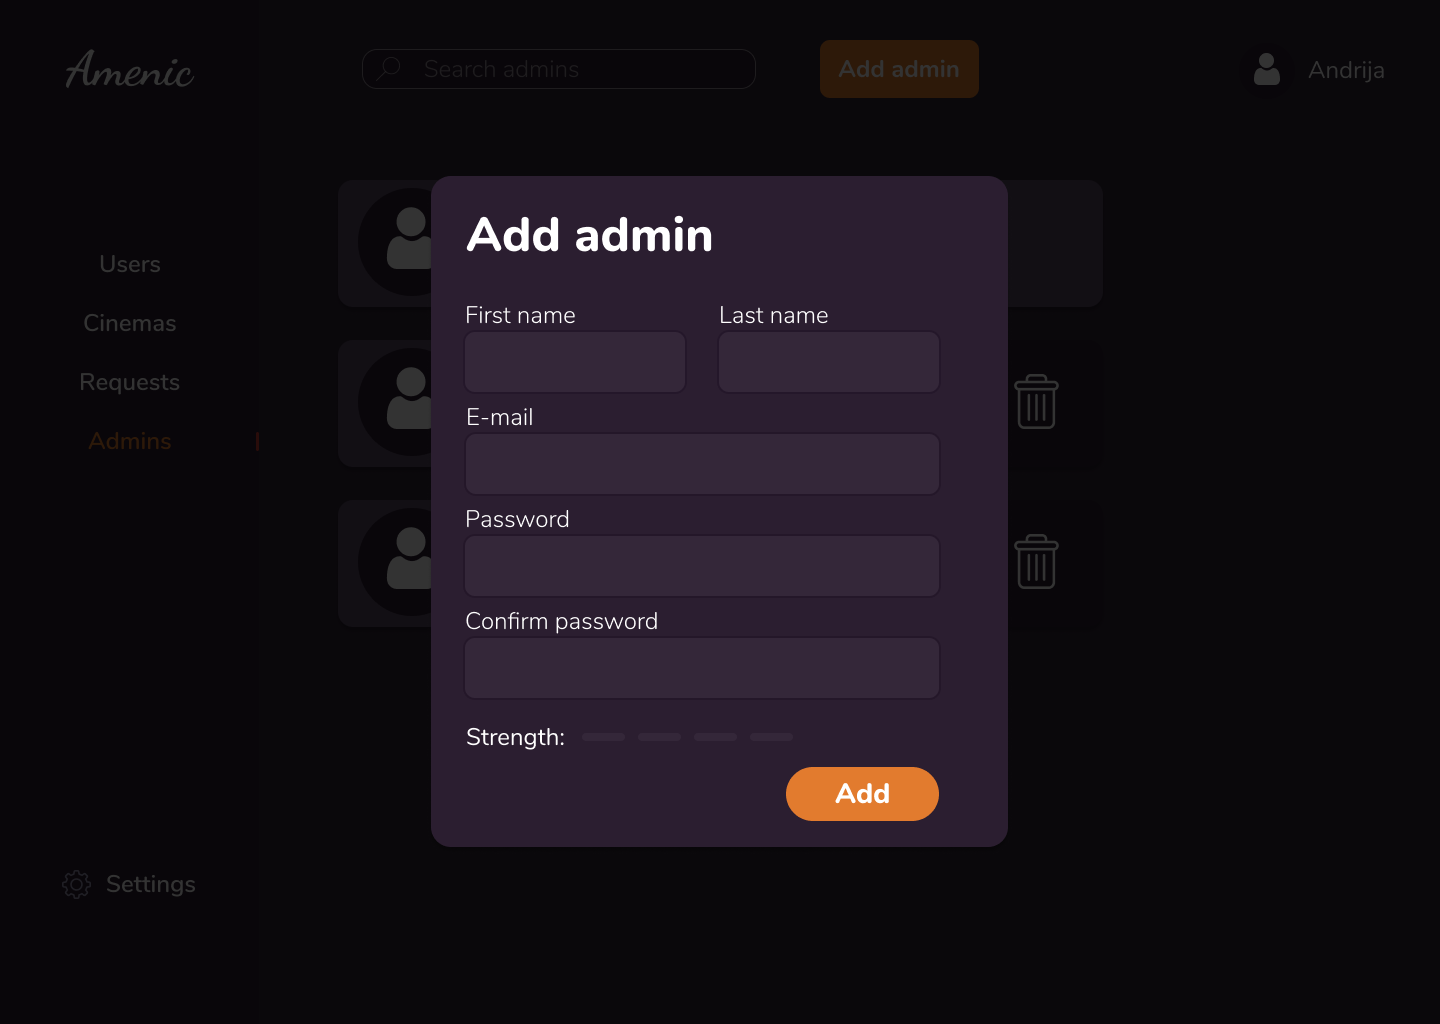 Amenic
Search admins
Add admin
Andrija
Users
Cinemas
Requests
Admins
Settings
Add admin
First name
Last name
E-mail
Password
Confirm password
Strength:
Add